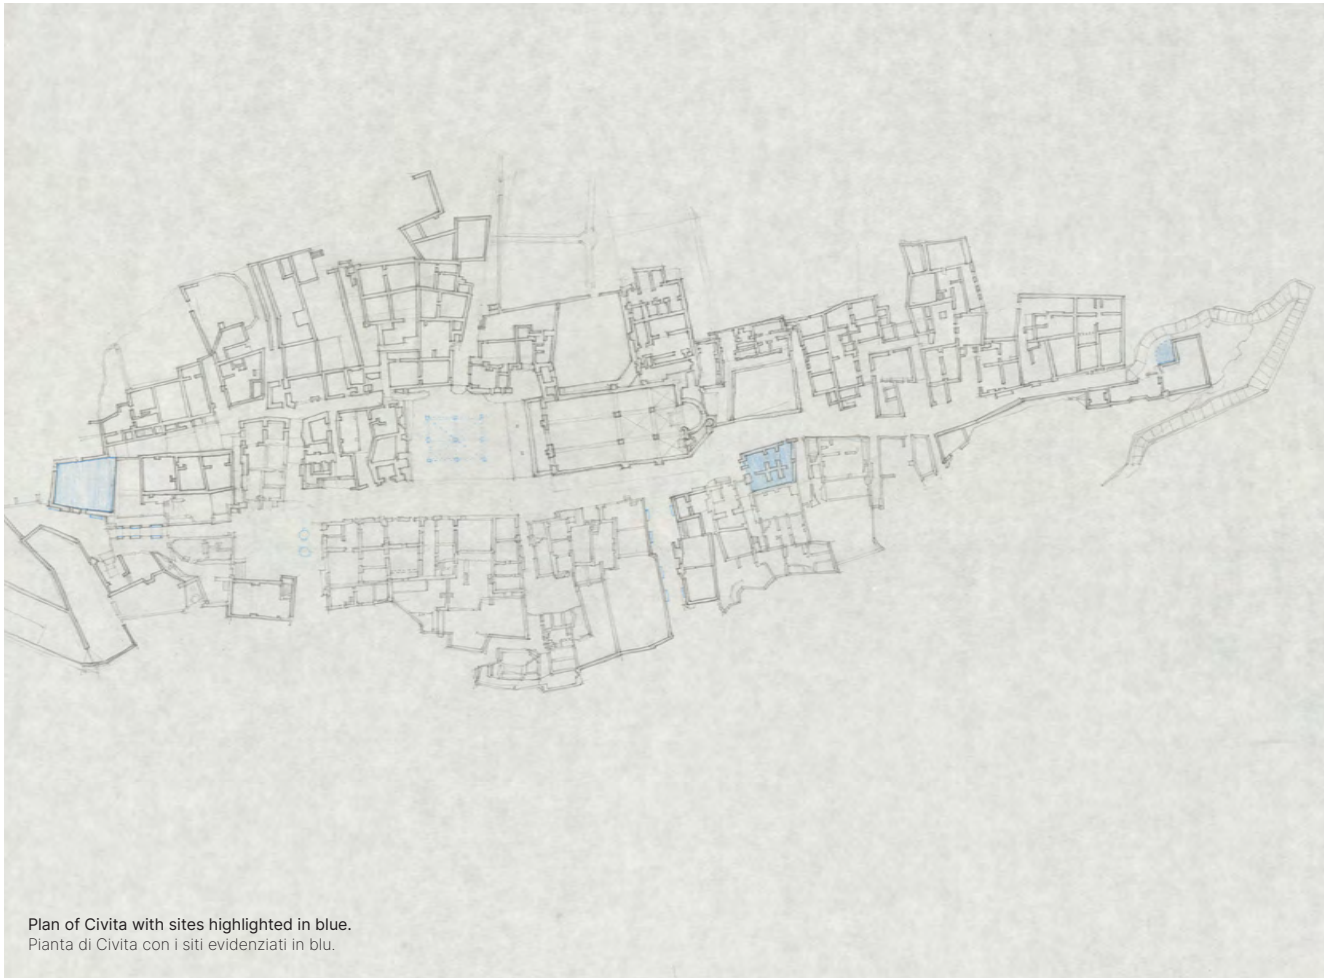 Plan of Civita with sites highlighted in blue.
Pianta di Civita con i siti evidenziati in blu.